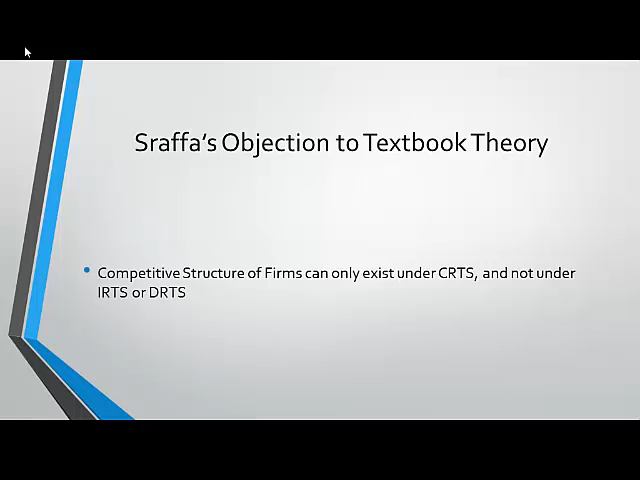 Sraffa's Objection to Textbook Theory
• Competitive Structure of Firms can only exist under CRTS, and not under
IRTS or DRTS